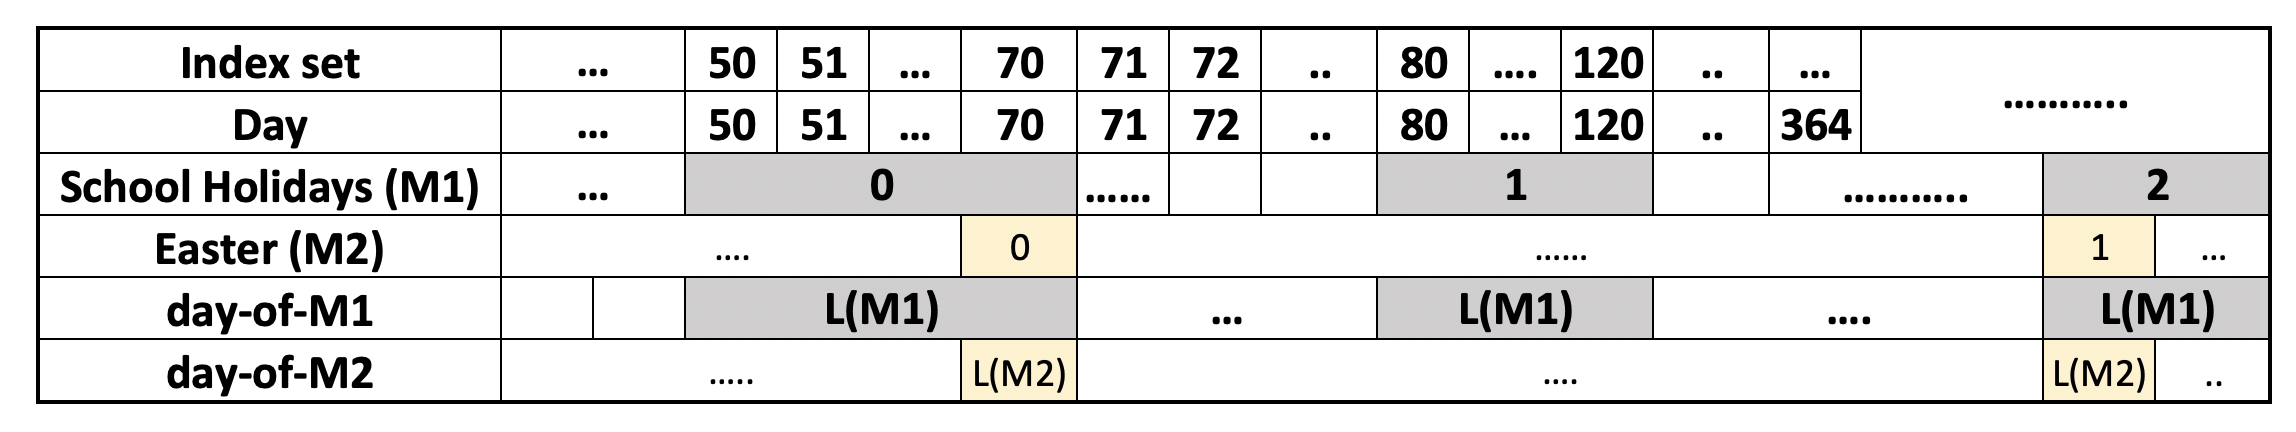 Index set ... 50 51 ... 70 71 72 .. 80 .... 120 .. ... ...........
Day ... 50 51 ... 70 71 72 .. 80 ... 120 .. 364
School Holidays (M1) ... 0 ...... 1 ........... 2
Easter (M2) .... 0 ...... 1 ...
day-of-M1 L(M1) ... L(M1) .... L(M1)
day-of-M2 ..... L(M2) .... L(M2) ..